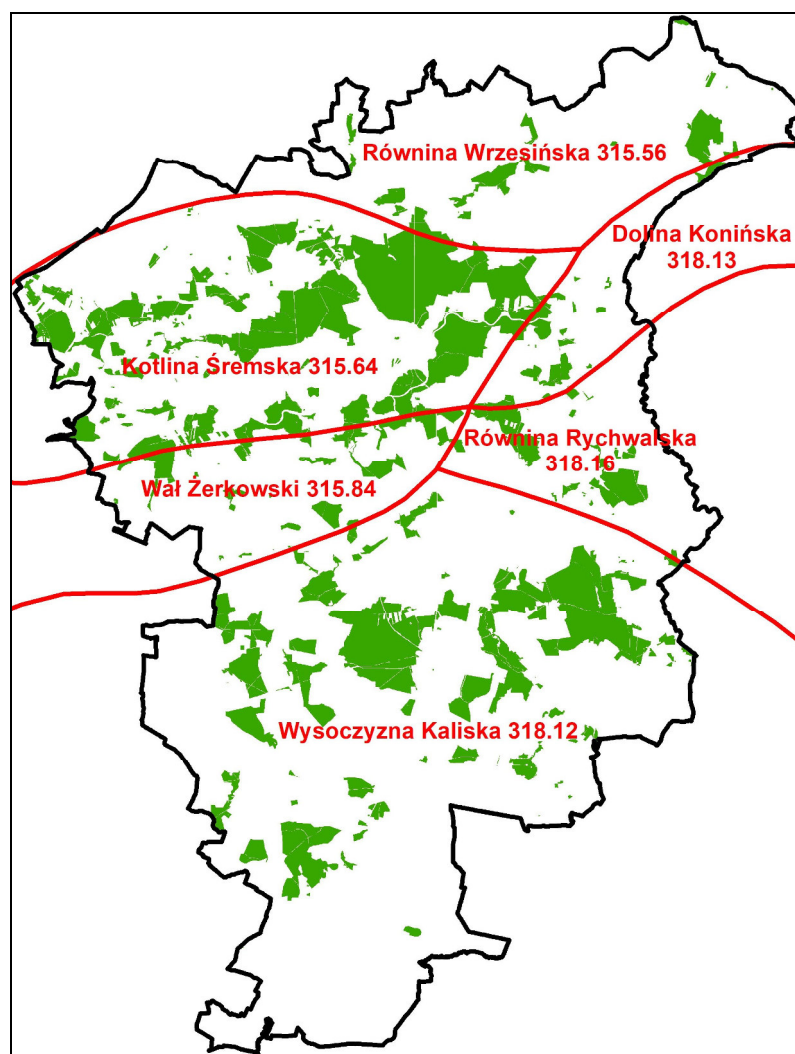 Równina Wrzesińska 315.56
Dolina Konińska
318.13
Kotlina Śremska 315.64
Równina Rychwalska
318.16
Wał Żerkowski 315.84
Wysoczyzna Kaliska 318.12